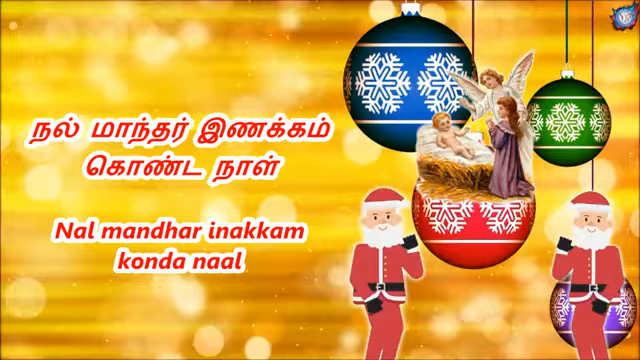 நல் மாந்தர் இணக்கம்
கொண்ட நாள்
Nal mandhar inakkam
konda naal